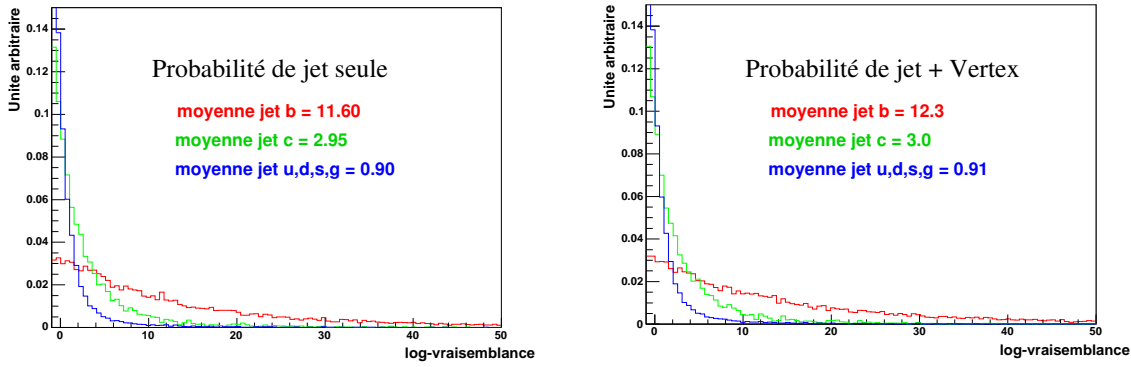 Unite arbitraire
0.14
0.12
0.1
0.08
0.06
0.04
0.02
0
Probabilité de jet seule
moyenne jet b = 11.60
moyenne jet c = 2.95
moyenne jet u,d,s,g = 0.90
0 10 20 30 40 50
log-vraisemblance
Unite arbitraire
0.14
0.12
0.1
0.08
0.06
0.04
0.02
0
Probabilité de jet + Vertex
moyenne jet b = 12.3
moyenne jet c = 3.0
moyenne jet u,d,s,g = 0.91
0 10 20 30 40 50
log-vraisemblance